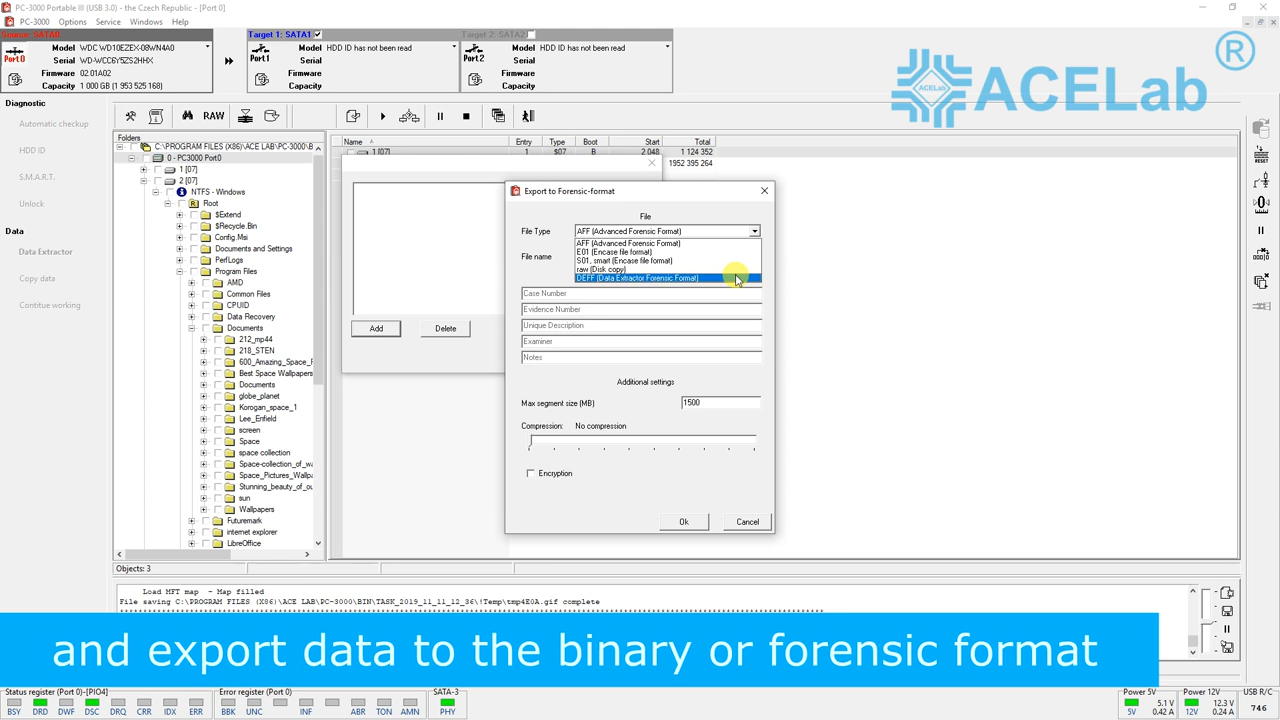 PC-3000 Portable III (USB 3.0) - the Czech Republic - [Port 0]
PC-3000 Options Service Windows Help
Source: SATA0
Port0
Model WDC WD10EZEX-08WN4A0
Serial WD-WCC6Y5ZS2HHX
Firmware 02.01A02
Capacity 1 000 GB (1 953 525 168)
Target 1: SATA1
Port1
Model HDD ID has not been read
Serial
Firmware
Capacity
Target 2: SATA2
Port2
Model HDD ID has not been read
Serial
Firmware
Capacity
ACELab ®
Diagnostic
Automatic checkup
HDD ID
S.M.A.R.T.
Unlock
Data
Data Extractor
Copy data
Contitue working
RAW
Folders
C:\PROGRAM FILES (X86)\ACE LAB\PC-3000\B
0 - PC3000 Port0
1 [07]
2 [07]
NTFS - Windows
Root
$Extend
$Recycle.Bin
Config.Msi
Documents and Settings
PerfLogs
Program Files
AMD
Common Files
CPUID
Data Recovery
Documents
212_mp44
218_STEN
600_Amazing_Space_F
Best Space Wallpapers
Documents
globe_planet
Korogan_space_1
Lee_Enfield
screen
Space
space collection
Space-collection_of_wa
Space_Pictures_Wallpa
Stunning_beauty_of_ou
sun
Wallpapers
Futuremark
internet explorer
LibreOffice
Name Entry Type Boot Start Total
1 [07] 1 $07 B 2 048 1 124 352
1952 395 264
Add Delete
Export to Forensic-format
File
File Type AFF (Advanced Forensic Format)
AFF (Advanced Forensic Format)
E01 (Encase file format)
S01, smart (Encase file format)
raw (Disk copy)
DEFF (Data Extractor Forensic Format)
File name
Case Number
Evidence Number
Unique Description
Examiner
Notes
Additional settings
Max segment size (MB) 1500
Compression: No compression
Encryption
Ok Cancel
Objects: 3
Load MFT map - Map filled
File saving C:\PROGRAM FILES (X86)\ACE LAB\PC-3000\BIN\TASK_2019_11_11_12_36\!Temp\tmp4E0A.gif complete
and export data to the binary or forensic format
Status register (Port 0)-[PIO4]
BSY DRD DWF DSC DRQ CRR IDX ERR
Error register (Port 0)
BBK UNC INF ABR TON AMN
SATA-3
PHY
Power 5V
5V 5.1 V
0.42 A
Power 12V
12V 12.3 V
0.24 A
USB R/C
746